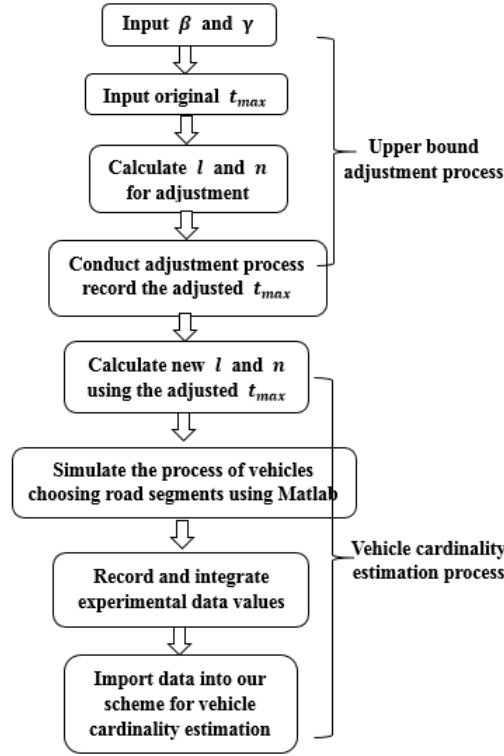 Input β and γ
Input original t_max
Calculate l and n
for adjustment
Conduct adjustment process
record the adjusted t_max
Calculate new l and n
using the adjusted t_max
Simulate the process of vehicles
choosing road segments using Matlab
Record and integrate
experimental data values
Import data into our
scheme for vehicle
cardinality estimation
Upper bound
adjustment process
Vehicle cardinality
estimation process